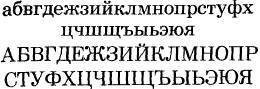 абвгдежзийклмнопрстуфх
цчшщъыьэюя
АБВГДЕЖЗИЙКЛМНОПР
СТУФХЦЧШЩЪЫЬЭЮЯ